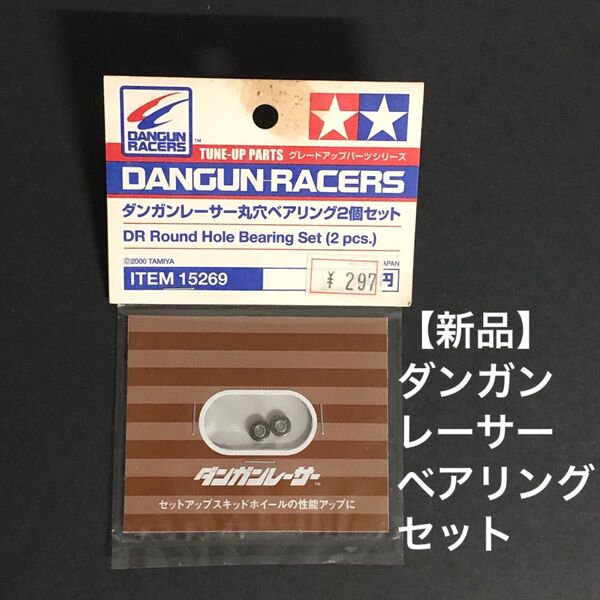 DANGUN
RACERS™
TUNE-UP PARTS グレードアップパーツシリーズ
DANGUN RACERS
ダンガンレーサー丸穴ベアリング2個セット
DR Round Hole Bearing Set (2 pcs.)
©2000 TAMIYA
JAPAN
ITEM 15269
¥ 297
円
【新品】
ダンガン
レーサー
ベアリング
セット
ダンガンレーサー™
セットアップスキッドホイールの性能アップに